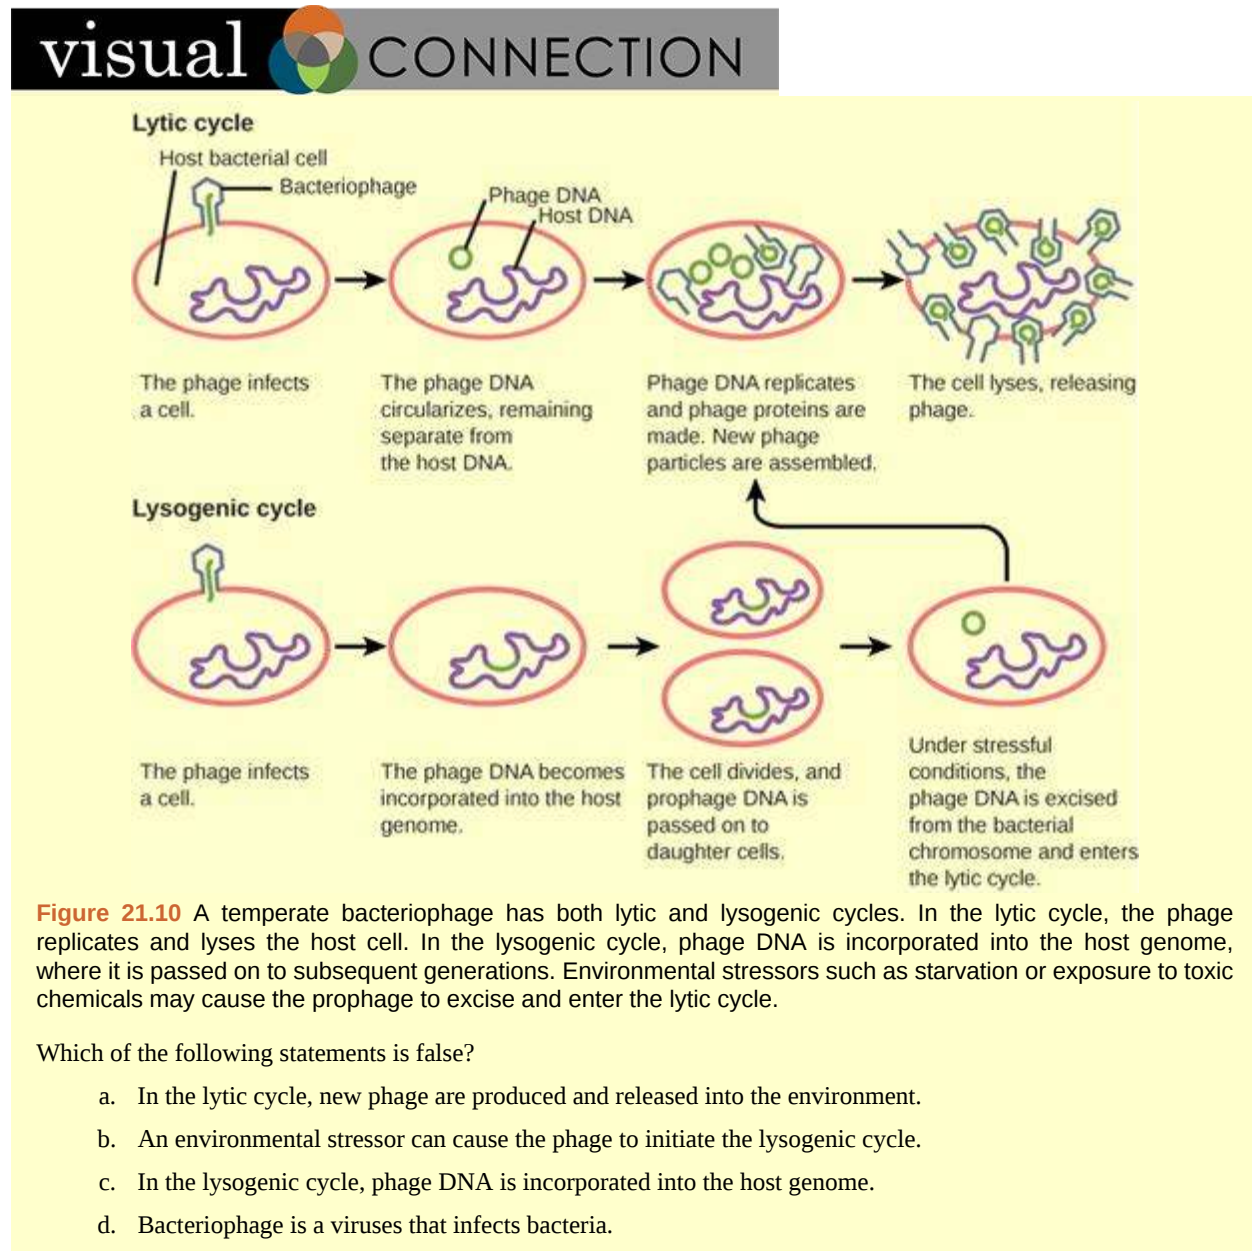 visual CONNECTION
Lytic cycle
Host bacterial cell
Bacteriophage
Phage DNA
Host DNA
The phage infects
a cell.
The phage DNA
circularizes, remaining
separate from
the host DNA.
Phage DNA replicates
and phage proteins are
made. New phage
particles are assembled.
The cell lyses, releasing
phage.
Lysogenic cycle
The phage infects
a cell.
The phage DNA becomes
incorporated into the host
genome.
The cell divides, and
prophage DNA is
passed on to
daughter cells.
Under stressful
conditions, the
phage DNA is excised
from the bacterial
chromosome and enters
the lytic cycle.
Figure 21.10 A temperate bacteriophage has both lytic and lysogenic cycles. In the lytic cycle, the phage
replicates and lyses the host cell. In the lysogenic cycle, phage DNA is incorporated into the host genome,
where it is passed on to subsequent generations. Environmental stressors such as starvation or exposure to toxic
chemicals may cause the prophage to excise and enter the lytic cycle.
Which of the following statements is false?
a. In the lytic cycle, new phage are produced and released into the environment.
b. An environmental stressor can cause the phage to initiate the lysogenic cycle.
c. In the lysogenic cycle, phage DNA is incorporated into the host genome.
d. Bacteriophage is a viruses that infects bacteria.